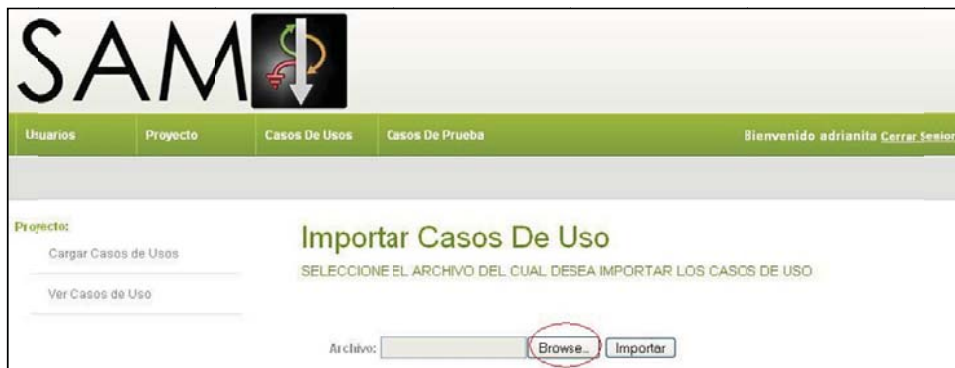 SAM
Usuarios Proyecto Casos De Usos Casos De Prueba Bienvenido adrianita Cerrar Sesion
Proyecto:
Cargar Casos de Usos
Ver Casos de Uso
Importar Casos De Uso
SELECCIONE EL ARCHIVO DEL CUAL DESEA IMPORTAR LOS CASOS DE USO
Archivo: Browse... Importar